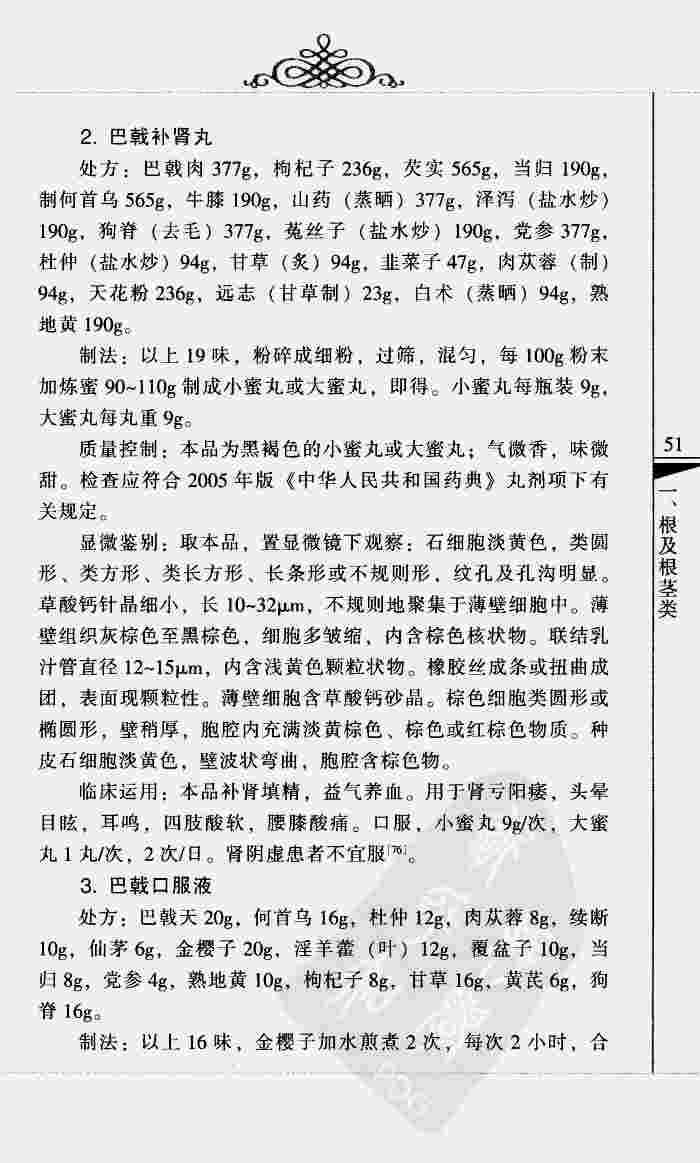 2. 巴戟补肾丸
处方：巴戟肉 377g，枸杞子 236g，芡实 565g，当归 190g，
制何首乌 565g，牛膝 190g，山药（蒸晒）377g，泽泻（盐水炒）
190g，狗脊（去毛）377g，菟丝子（盐水炒）190g，党参 377g，
杜仲（盐水炒）94g，甘草（炙）94g，韭菜子 47g，肉苁蓉（制）
94g，天花粉 236g，远志（甘草制）23g，白术（蒸晒）94g，熟
地黄 190g。
制法：以上 19 味，粉碎成细粉，过筛，混匀，每 100g 粉末
加炼蜜 90~110g 制成小蜜丸或大蜜丸，即得。小蜜丸每瓶装 9g，
大蜜丸每丸重 9g。
质量控制：本品为黑褐色的小蜜丸或大蜜丸；气微香，味微
甜。检查应符合 2005 年版《中华人民共和国药典》丸剂项下有
关规定。
显微鉴别：取本品，置显微镜下观察：石细胞淡黄色，类圆
形、类方形、类长方形、长条形或不规则形，纹孔及孔沟明显。
草酸钙针晶细小，长 10~32μm，不规则地聚集于薄壁细胞中。薄
壁组织灰棕色至黑棕色，细胞多皱缩，内含棕色核状物。联结乳
汁管直径 12~15μm，内含浅黄色颗粒状物。橡胶丝成条或扭曲成
团，表面现颗粒性。薄壁细胞含草酸钙砂晶。棕色细胞类圆形或
椭圆形，壁稍厚，胞腔内充满淡黄棕色、棕色或红棕色物质。种
皮石细胞淡黄色，壁波状弯曲，胞腔含棕色物。
临床运用：本品补肾填精，益气养血。用于肾亏阳痿，头晕
目眩，耳鸣，四肢酸软，腰膝酸痛。口服，小蜜丸 9g/次，大蜜
丸 1 丸/次，2 次/日。肾阴虚患者不宜服[76]。
3. 巴戟口服液
处方：巴戟天 20g，何首乌 16g，杜仲 12g，肉苁蓉 8g，续断
10g，仙茅 6g，金樱子 20g，淫羊藿（叶）12g，覆盆子 10g，当
归 8g，党参 4g，熟地黄 10g，枸杞子 8g，甘草 16g，黄芪 6g，狗
脊 16g。
制法：以上 16 味，金樱子加水煎煮 2 次，每次 2 小时，合
51
一、根及根茎类